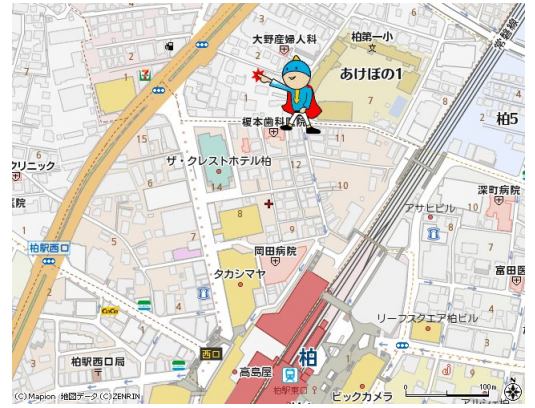 大野産婦人科
柏第一小
常磐線
あけぼの1
榎本歯科医院
柏5
クリニック
ザ・クレストホテル柏
深町病院
アサヒビル
医院
柏駅西口
岡田病院
富田医
タカシマヤ
CoCo
リーフスクエア柏ビル
西口
柏駅西口局
高島屋
柏
柏駅東口
ビックカメラ
100m
(C)Mapion 地図データ(C)ZENRIN